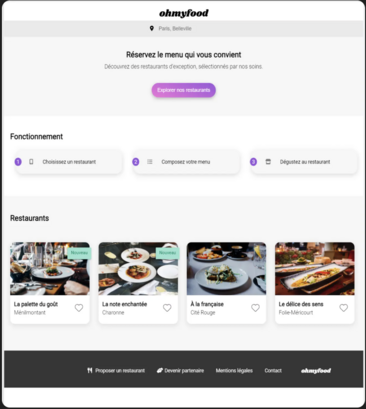 ohmyfood
Paris, Belleville
Réservez le menu qui vous convient
Découvrez des restaurants d'exception, sélectionnés par nos soins.
Explorer nos restaurants
Fonctionnement
1 Choisissez un restaurant
2 Composez votre menu
3 Dégustez au restaurant
Restaurants
Nouveau
Nouveau
La palette du goût
Ménilmontant
La note enchantée
Charonne
À la française
Cité Rouge
Le délice des sens
Folie-Méricourt
Proposer un restaurant
Devenir partenaire
Mentions légales
Contact
ohmyfood